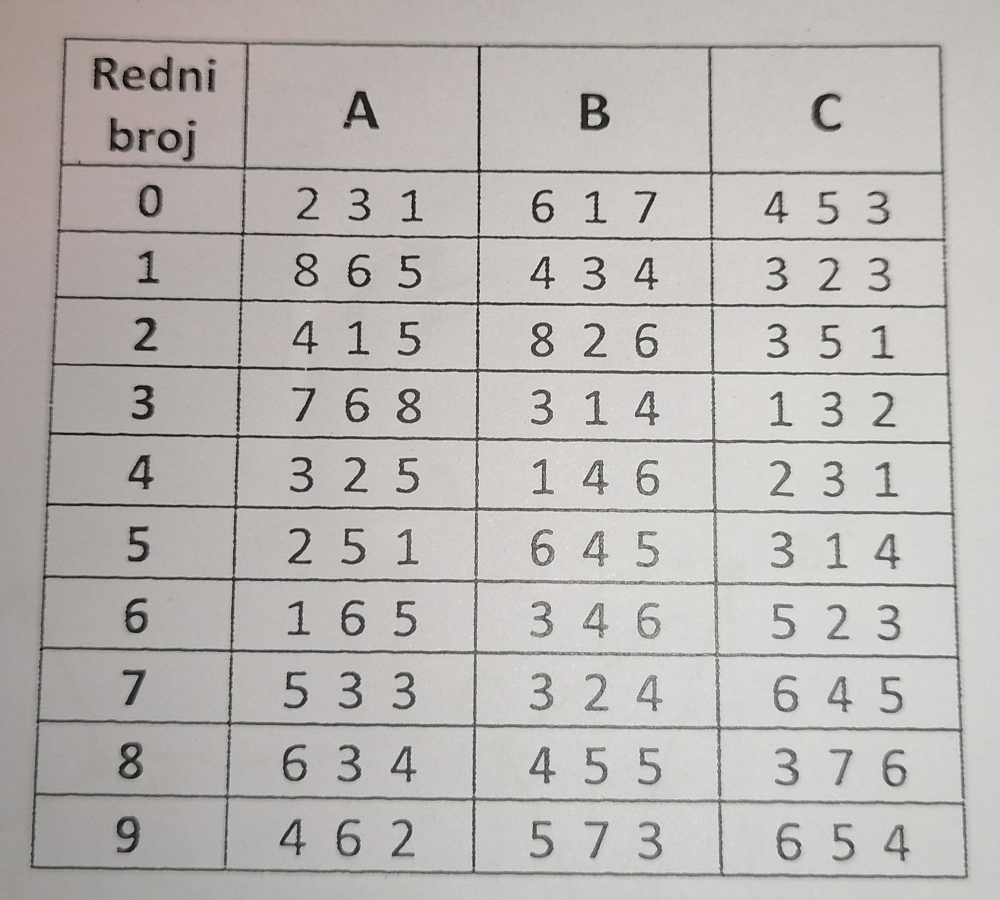 Redni broj A B C
0 2 3 1 6 1 7 4 5 3
1 8 6 5 4 3 4 3 2 3
2 4 1 5 8 2 6 3 5 1
3 7 6 8 3 1 4 1 3 2
4 3 2 5 1 4 6 2 3 1
5 2 5 1 6 4 5 3 1 4
6 1 6 5 3 4 6 5 2 3
7 5 3 3 3 2 4 6 4 5
8 6 3 4 4 5 5 3 7 6
9 4 6 2 5 7 3 6 5 4